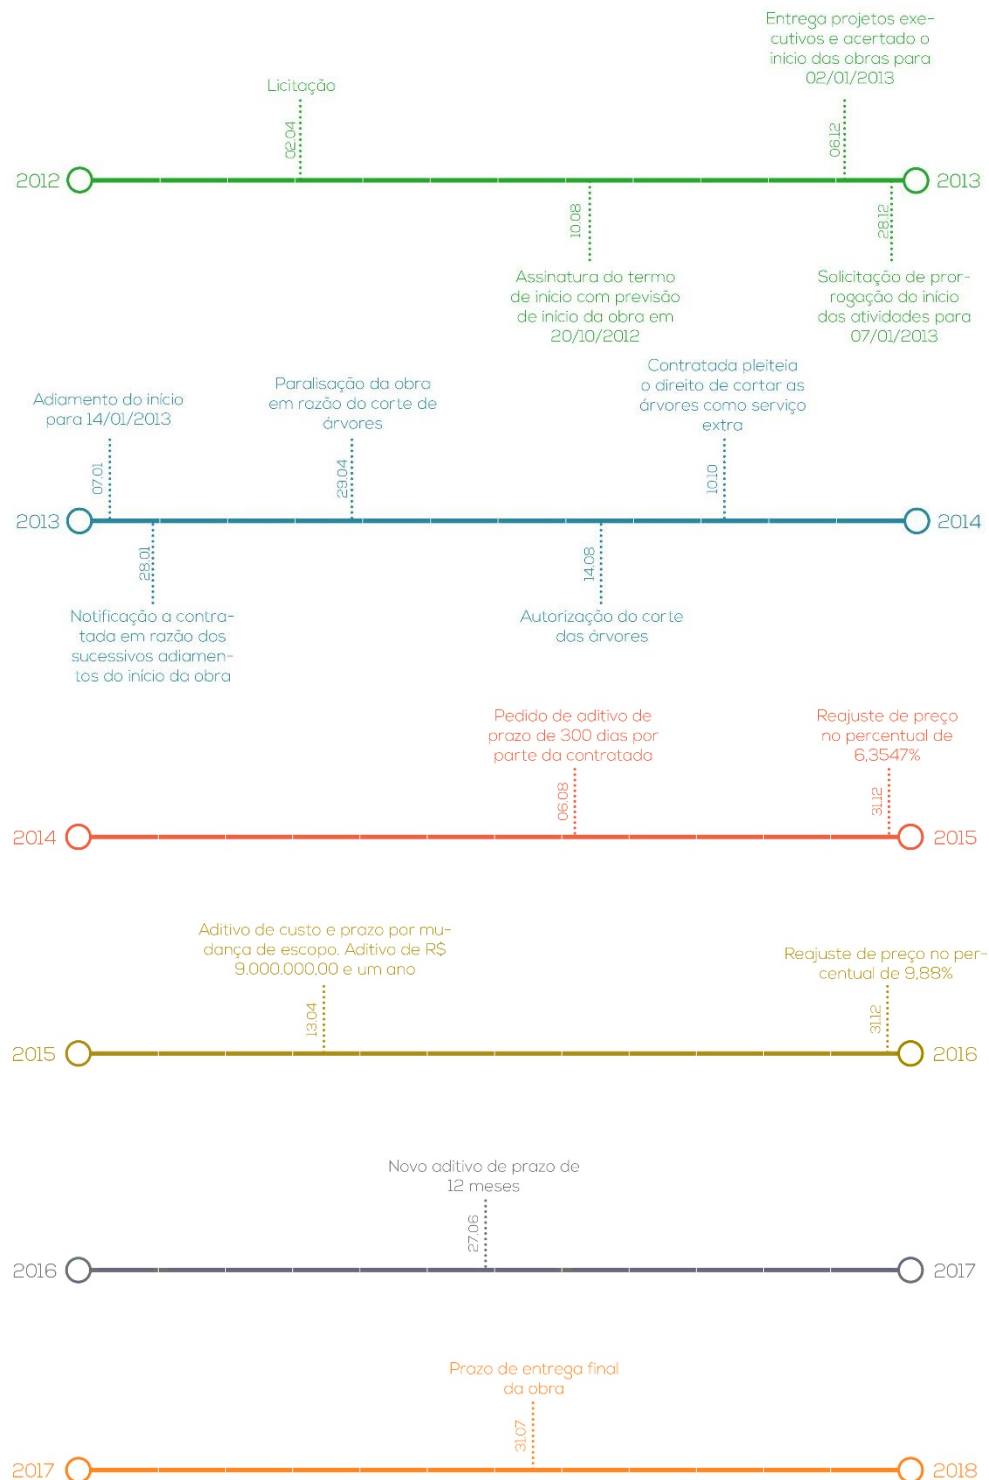 Entrega projetos exe-
cutivos e acertado o
início das obras para
02/01/2013
Licitação
02.04
06.12
2012
2013
10.08
28.12
Assinatura do termo
de início com previsão
de início da obra em
20/10/2012
Solicitação de pror-
rogação do início
das atividades para
07/01/2013
Adiamento do início
para 14/01/2013
Paralisação da obra
em razão do corte de
árvores
Contratada pleiteia
o direito de cortar as
árvores como serviço
extra
07.01
29.04
10.10
2013
2014
28.01
14.08
Notificação a contra-
tada em razão dos
sucessivos adiamen-
tos do início da obra
Autorização do corte
das árvores
Pedido de aditivo de
prazo de 300 dias por
parte da contratada
Reajuste de preço
no percentual de
6,3547%
06.08
31.12
2014
2015
Aditivo de custo e prazo por mu-
dança de escopo. Aditivo de R$
9.000.000,00 e um ano
Reajuste de preço no per-
centual de 9,88%
13.04
31.12
2015
2016
Novo aditivo de prazo de
12 meses
27.06
2016
2017
Prazo de entrega final
da obra
31.07
2017
2018